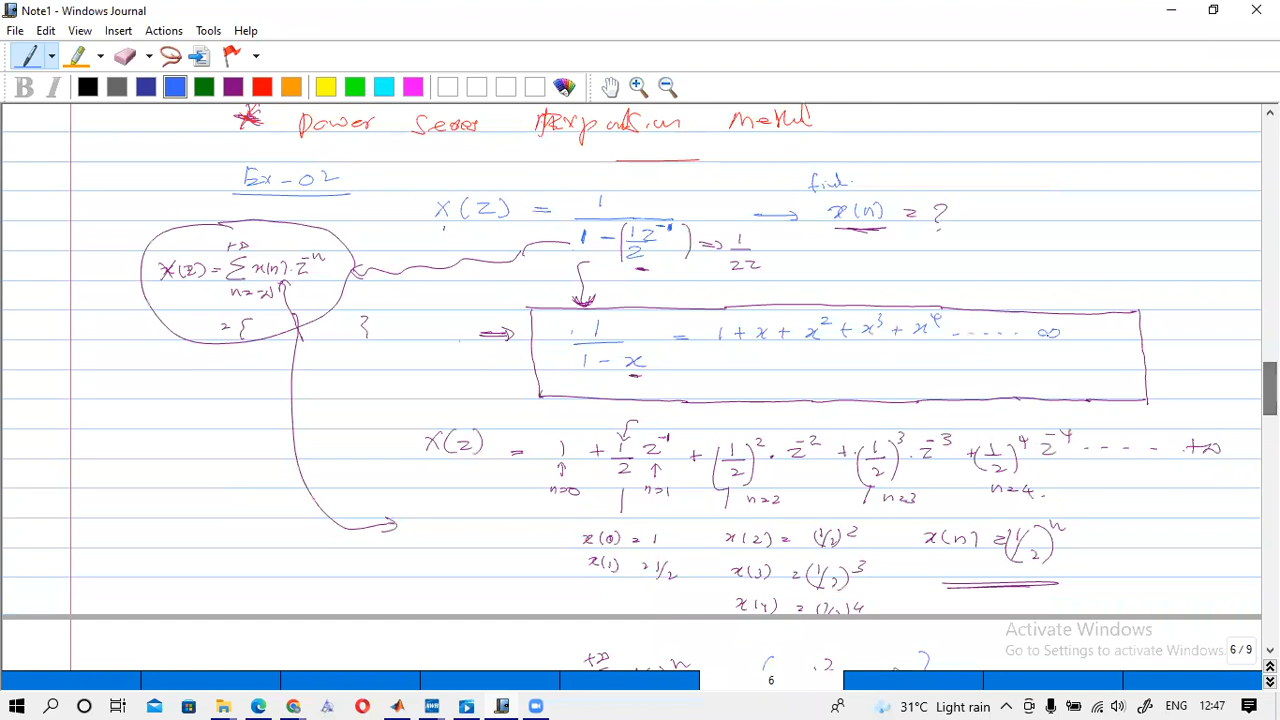 Note1 - Windows Journal
File Edit View Insert Actions Tools Help
Power Series Expansion Method
Ex-02
find.
X(Z) = 1 / 1 - (1/2 z⁻¹) => 1/2z → x(n) = ?
X(Z) = ∑ x(n).z⁻ⁿ
+∞
n=-∞
= { }
⇒ 1/1 - x = 1 + x + x² + x³ + x⁴ ...... ∞
X(Z) = 1 + 1/2 z⁻¹ + (1/2)² . z⁻² + (1/2)³ . z⁻³ + (1/2)⁴ z⁻⁴ ---- +∞
n=0 n=1 n=2 n=3 n=4
x(0) = 1 x(2) = (1/2)² x(n) = (1/2)ⁿ
x(1) = 1/2 x(3) = (1/2)³
x(4) = (1/2)4
Activate Windows
Go to Settings to activate Windows.
6 / 9
+∞
6
31°C Light rain ENG 12:47